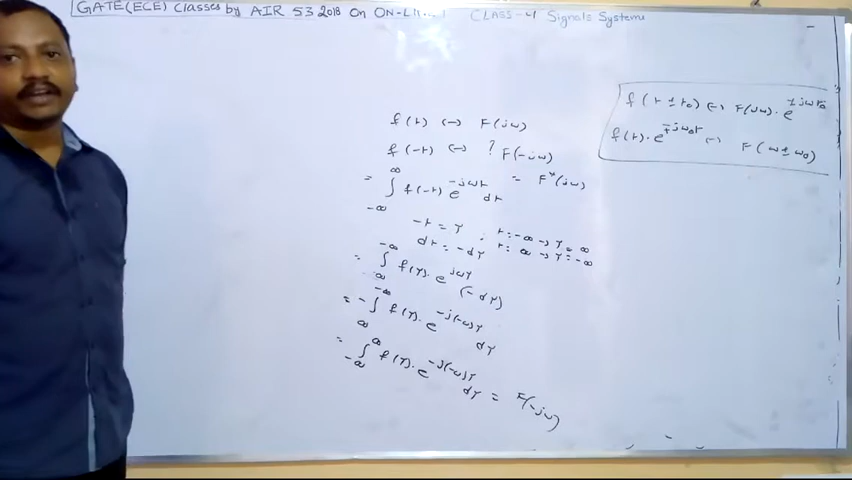 GATE(ECE) Classes by AIR 53 2018 On ON-LINE CLASS-4 Signals Systems
f(t) ↔ F(jω)
f(-t) ↔ ? F(-jω)
= ∫_{-∞}^{∞} f(-t) e^{-jωt} dt = F*(jω)
-t = γ ; t: -∞ → γ = ∞
dt = -dγ t: ∞ → γ = -∞
= ∫_{∞}^{-∞} f(γ). e^{jωγ} (-dγ)
= -∫_{∞}^{-∞} f(γ). e^{-j(-ω)γ} dγ
= ∫_{-∞}^{∞} f(γ). e^{-j(-ω)γ} dγ = F(-jω)
f(t ± t₀) ↔ F(jω). e^{±jωt₀}
f(t). e^{∓jω₀t} ↔ F(ω ± ω₀)